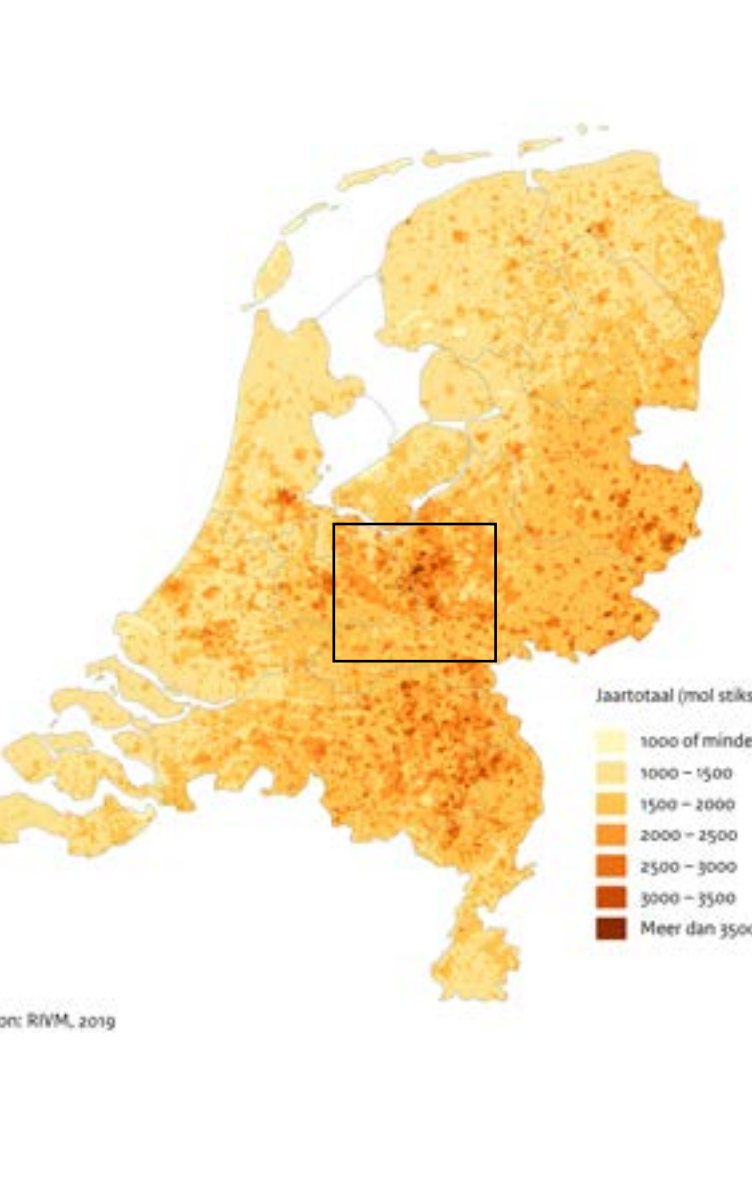 Jaartotaal (mol stiks
1000 of minde
1000 – 1500
1500 – 2000
2000 – 2500
2500 – 3000
3000 – 3500
Meer dan 350
on: RIVM, 2019